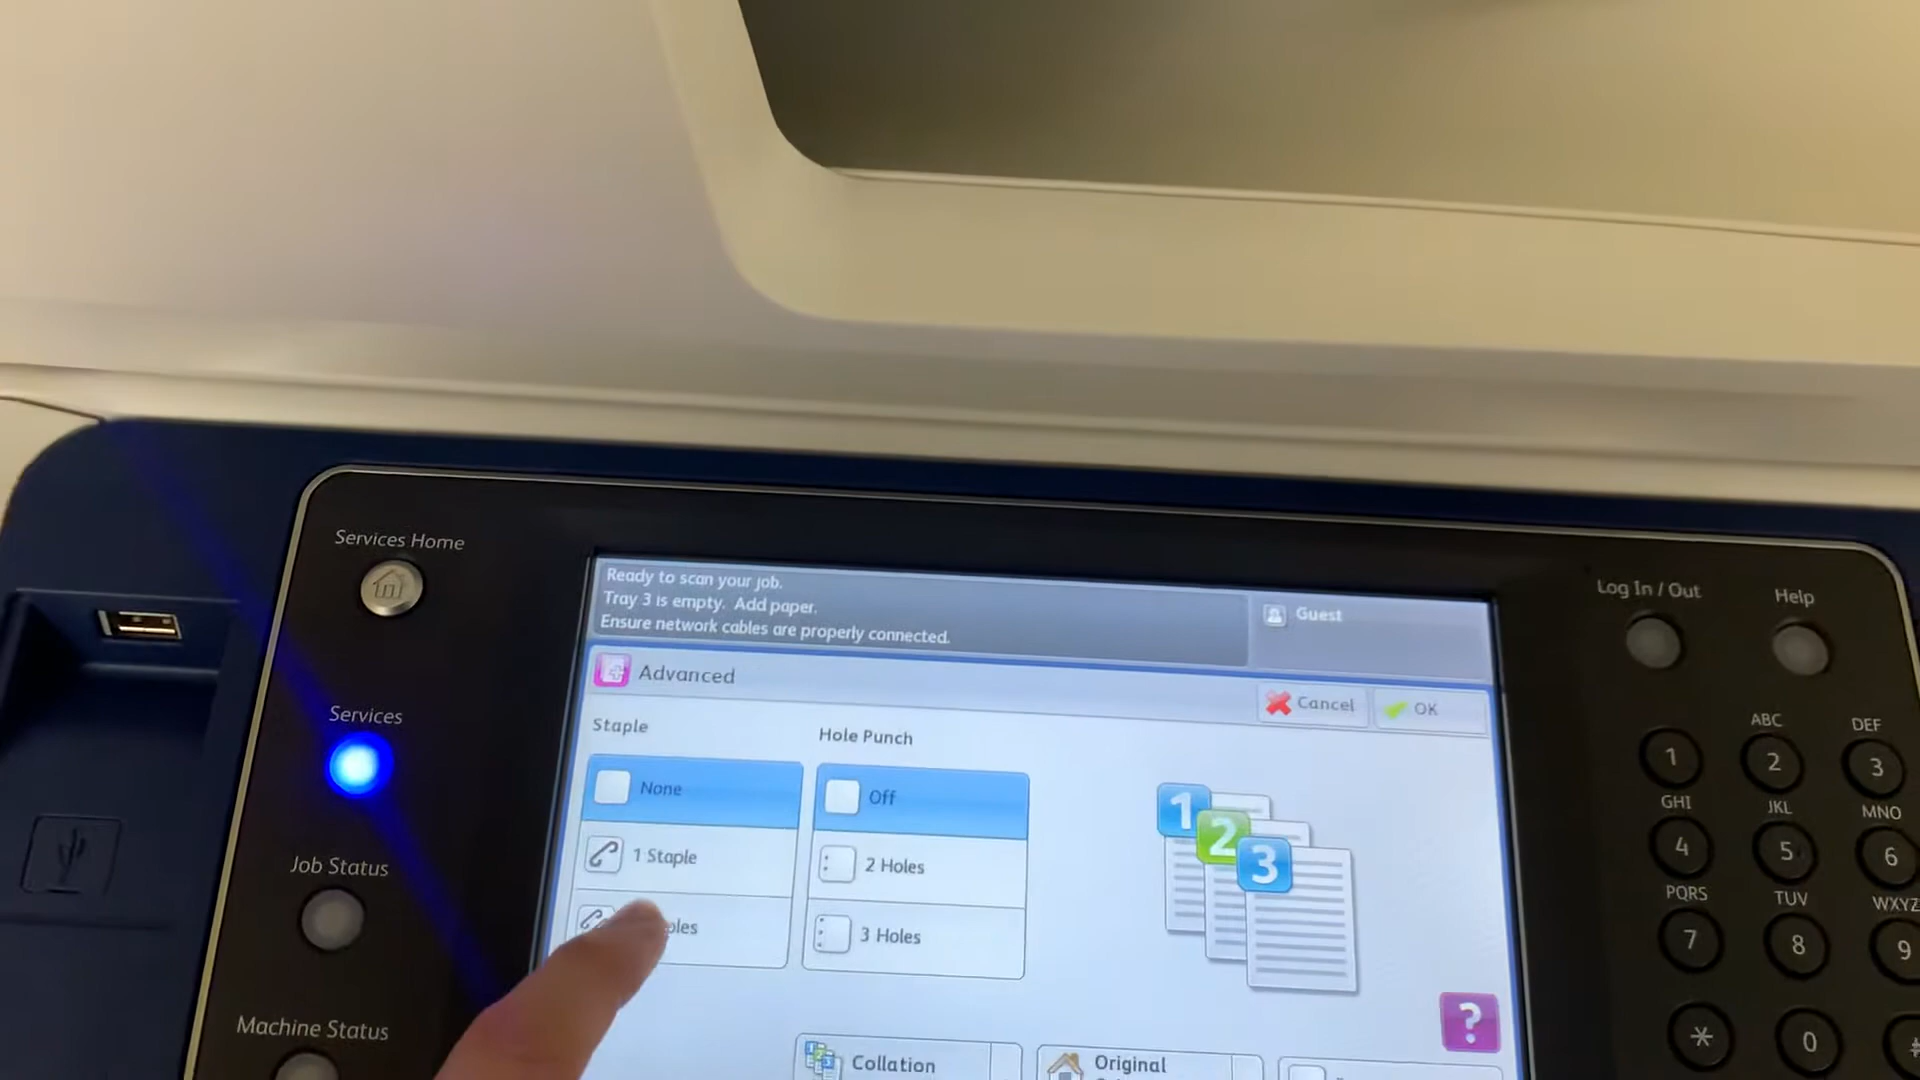 Services Home
Ready to scan your job.
Tray 3 is empty. Add paper.
Ensure network cables are properly connected.
Guest
Log In / Out
Help
Advanced
Cancel
OK
Services
Staple
Hole Punch
None
1 Staple
Off
2 Holes
3 Holes
1
2
3
Job Status
Machine Status
Collation
Original
?
1
ABC
2
DEF
3
GHI
4
JKL
5
MNO
6
PQRS
7
TUV
8
WXYZ
9
*
0